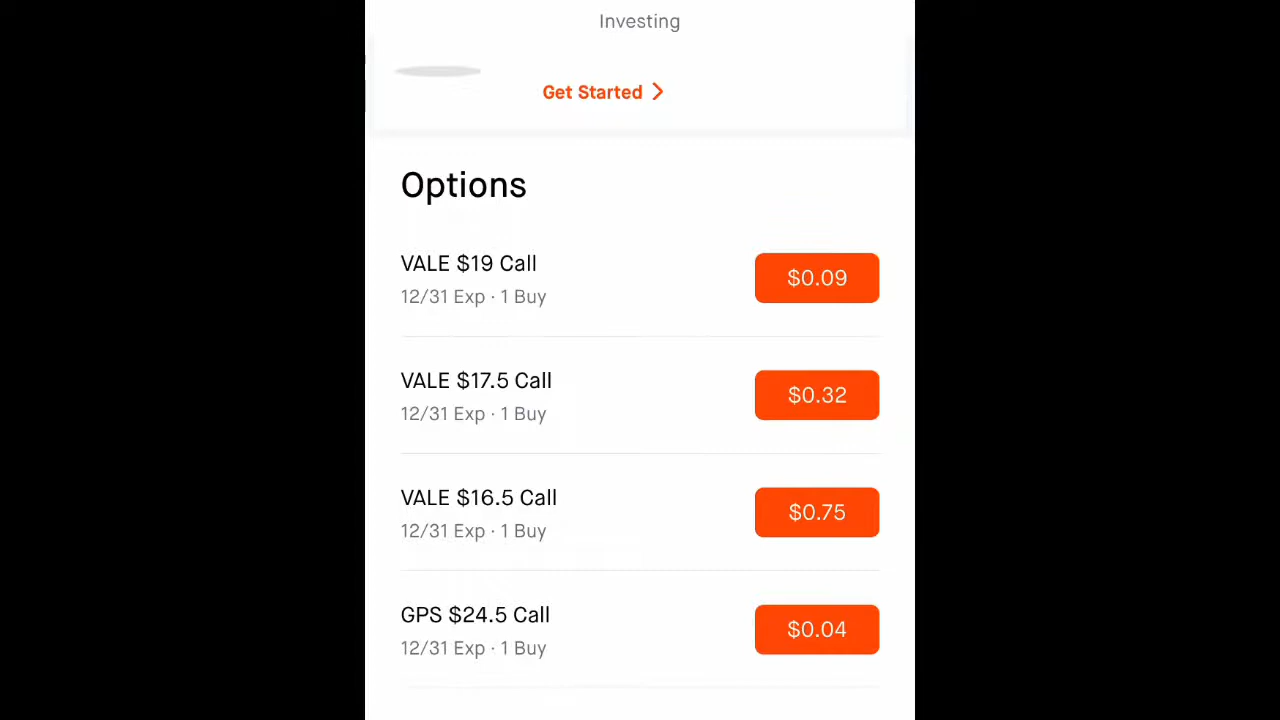 Investing
Get Started
Options
VALE $19 Call
12/31 Exp · 1 Buy
$0.09
VALE $17.5 Call
12/31 Exp · 1 Buy
$0.32
VALE $16.5 Call
12/31 Exp · 1 Buy
$0.75
GPS $24.5 Call
12/31 Exp · 1 Buy
$0.04